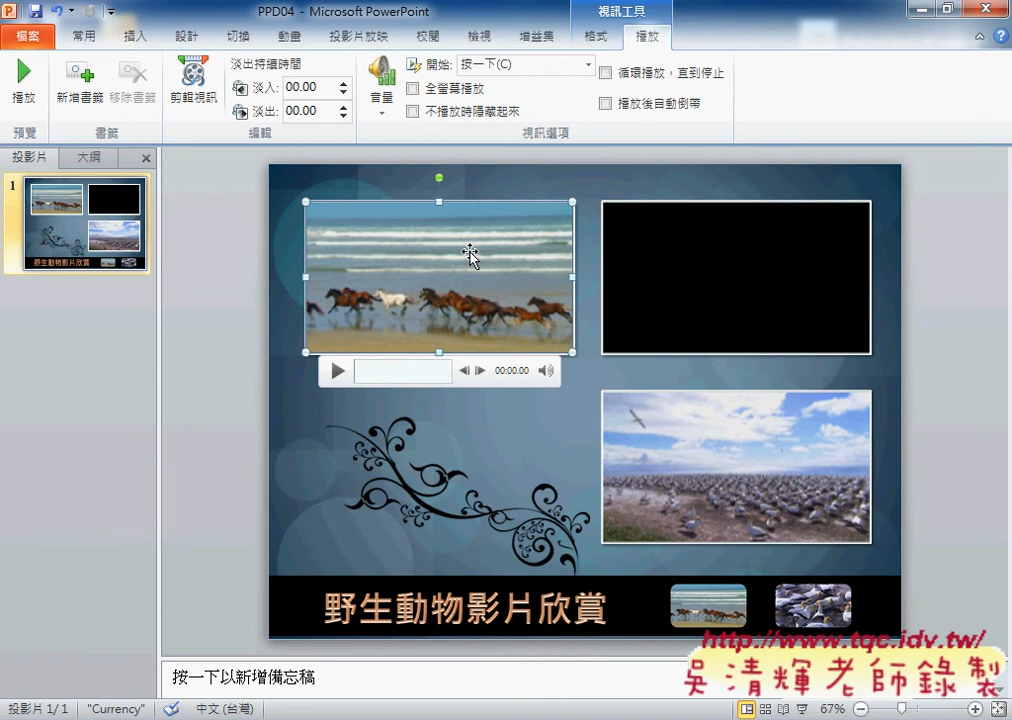 PPD04 - Microsoft PowerPoint
視訊工具
檔案 常用 插入 設計 切換 動畫 投影片放映 校閱 檢視 增益集 格式 播放
播放
新增書籤 移除書籤
剪輯視訊
淡出持續時間
淡入: 00.00
淡出: 00.00
音量
開始: 按一下(C)
全螢幕播放
不播放時隱藏起來
循環播放，直到停止
播放後自動倒帶
預覽 書籤 編輯 視訊選項
投影片 大綱
1
00:00.00
野生動物影片欣賞
野生動物影片欣賞
http://www.tqc.idv.tw/
吳清輝老師錄製
按一下以新增備忘稿
投影片 1/1 "Currency" 中文 (台灣) 67%